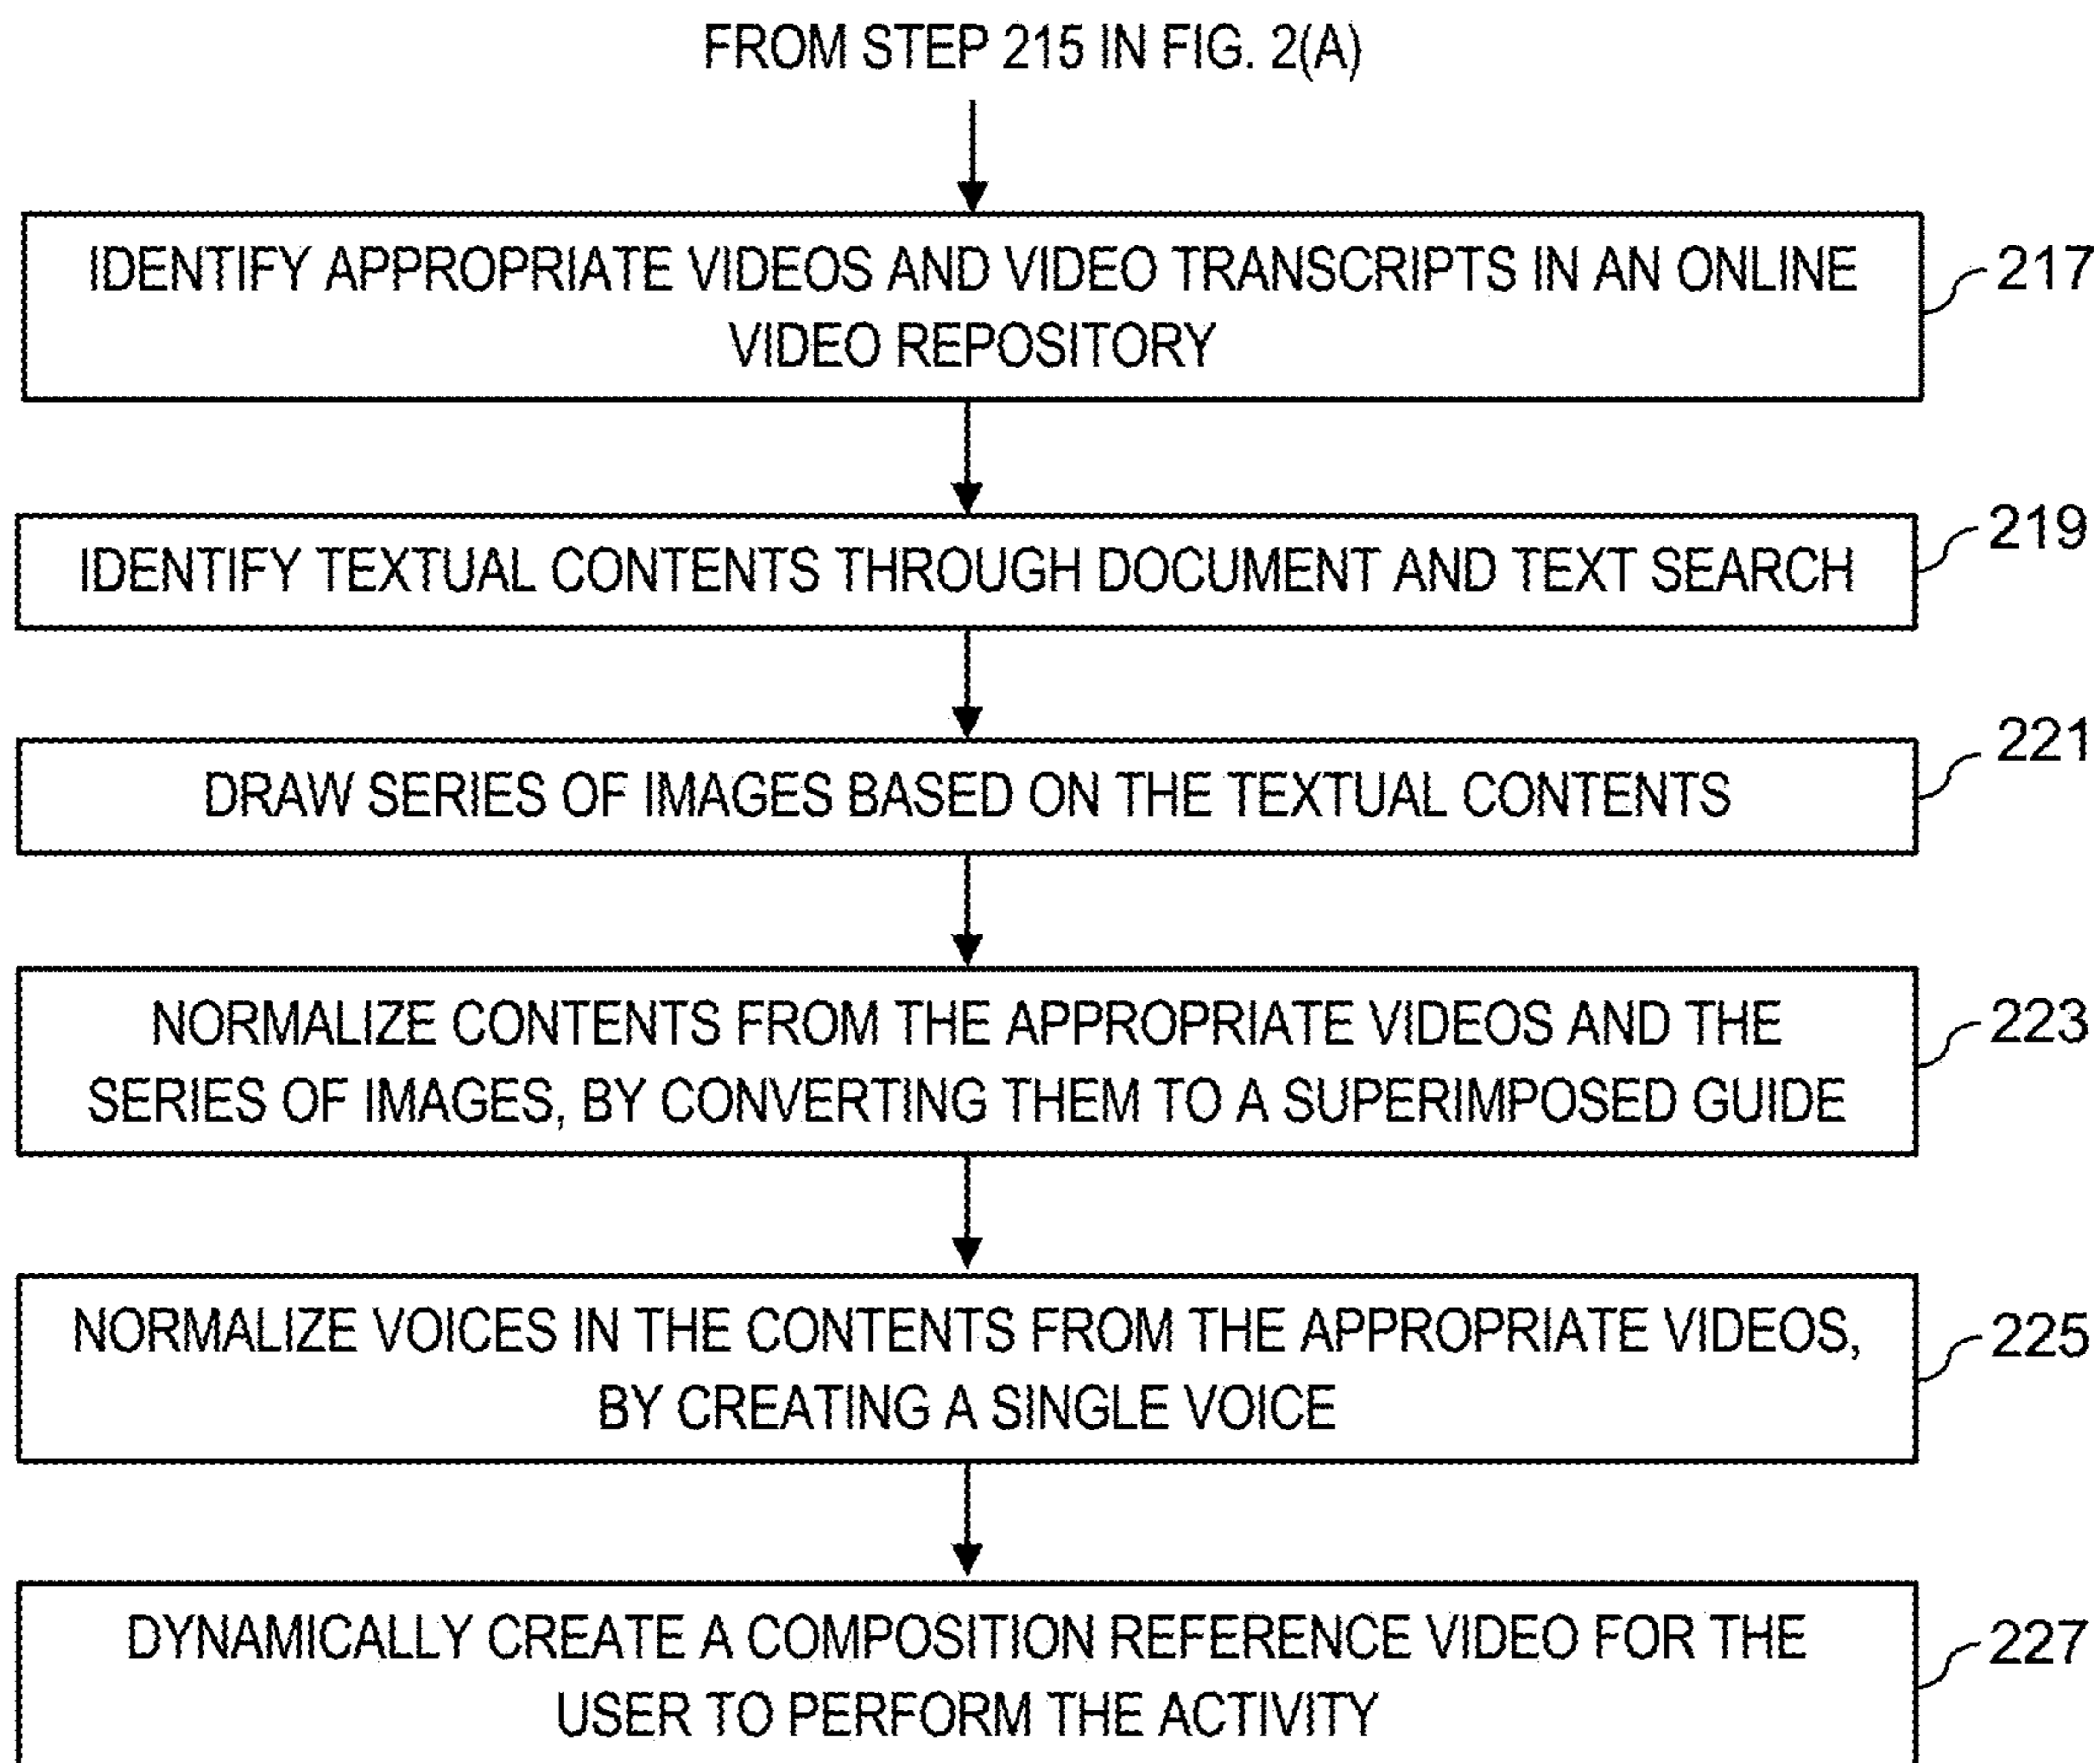 FROM STEP 215 IN FIG. 2(A)
IDENTIFY APPROPRIATE VIDEOS AND VIDEO TRANSCRIPTS IN AN ONLINE
VIDEO REPOSITORY
217
IDENTIFY TEXTUAL CONTENTS THROUGH DOCUMENT AND TEXT SEARCH
219
DRAW SERIES OF IMAGES BASED ON THE TEXTUAL CONTENTS
221
NORMALIZE CONTENTS FROM THE APPROPRIATE VIDEOS AND THE
SERIES OF IMAGES, BY CONVERTING THEM TO A SUPERIMPOSED GUIDE
223
NORMALIZE VOICES IN THE CONTENTS FROM THE APPROPRIATE VIDEOS,
BY CREATING A SINGLE VOICE
225
DYNAMICALLY CREATE A COMPOSITION REFERENCE VIDEO FOR THE
USER TO PERFORM THE ACTIVITY
227